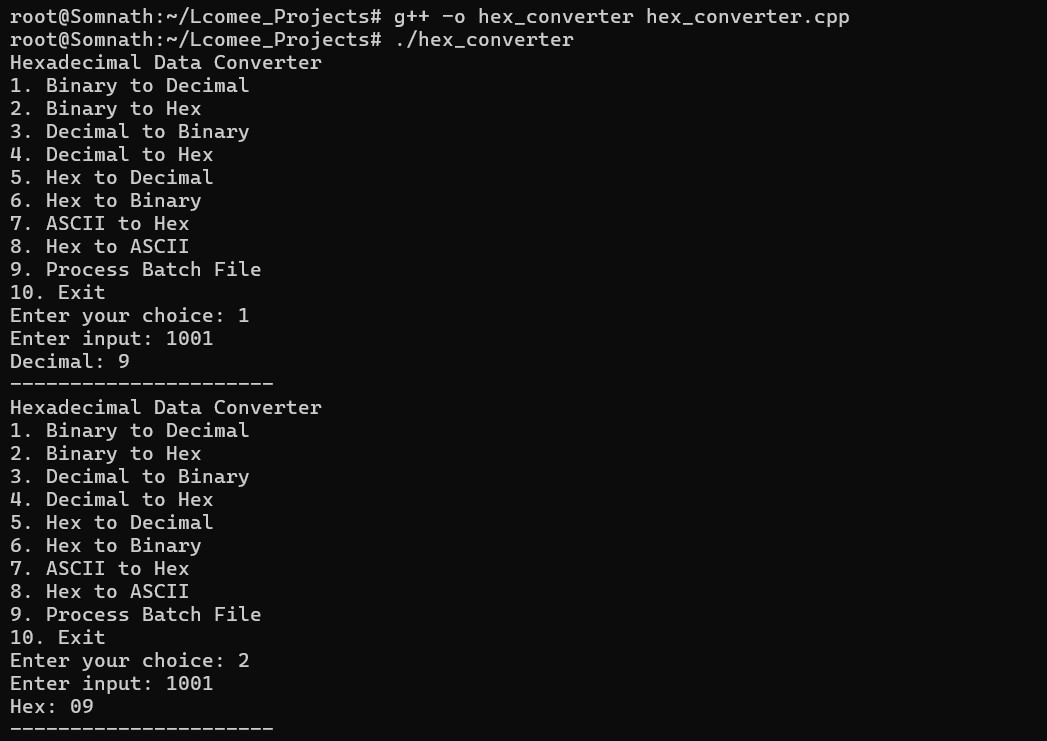 root@Somnath:~/Lcomee_Projects# g++ -o hex_converter hex_converter.cpp
root@Somnath:~/Lcomee_Projects# ./hex_converter
Hexadecimal Data Converter
1. Binary to Decimal
2. Binary to Hex
3. Decimal to Binary
4. Decimal to Hex
5. Hex to Decimal
6. Hex to Binary
7. ASCII to Hex
8. Hex to ASCII
9. Process Batch File
10. Exit
Enter your choice: 1
Enter input: 1001
Decimal: 9
----------------------
Hexadecimal Data Converter
1. Binary to Decimal
2. Binary to Hex
3. Decimal to Binary
4. Decimal to Hex
5. Hex to Decimal
6. Hex to Binary
7. ASCII to Hex
8. Hex to ASCII
9. Process Batch File
10. Exit
Enter your choice: 2
Enter input: 1001
Hex: 09
----------------------